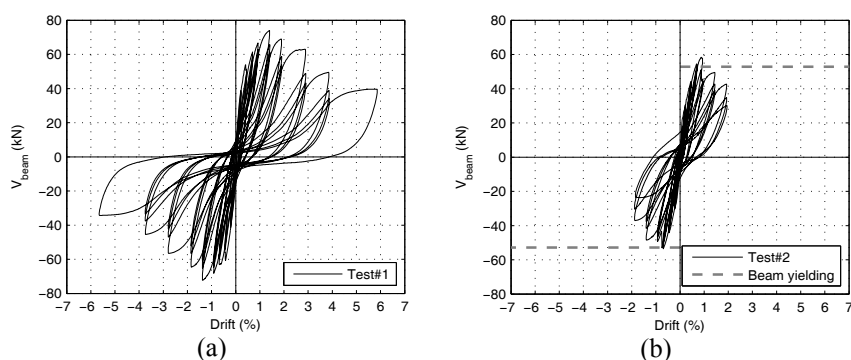 80
60
40
20
0
−20
−40
−60
−80
V_beam (kN)
−7 −6 −5 −4 −3 −2 −1 0 1 2 3 4 5 6 7
Drift (%)
Test#1
(a)
80
60
40
20
0
−20
−40
−60
−80
V_beam (kN)
−7 −6 −5 −4 −3 −2 −1 0 1 2 3 4 5 6 7
Drift (%)
Test#2
Beam yielding
(b)